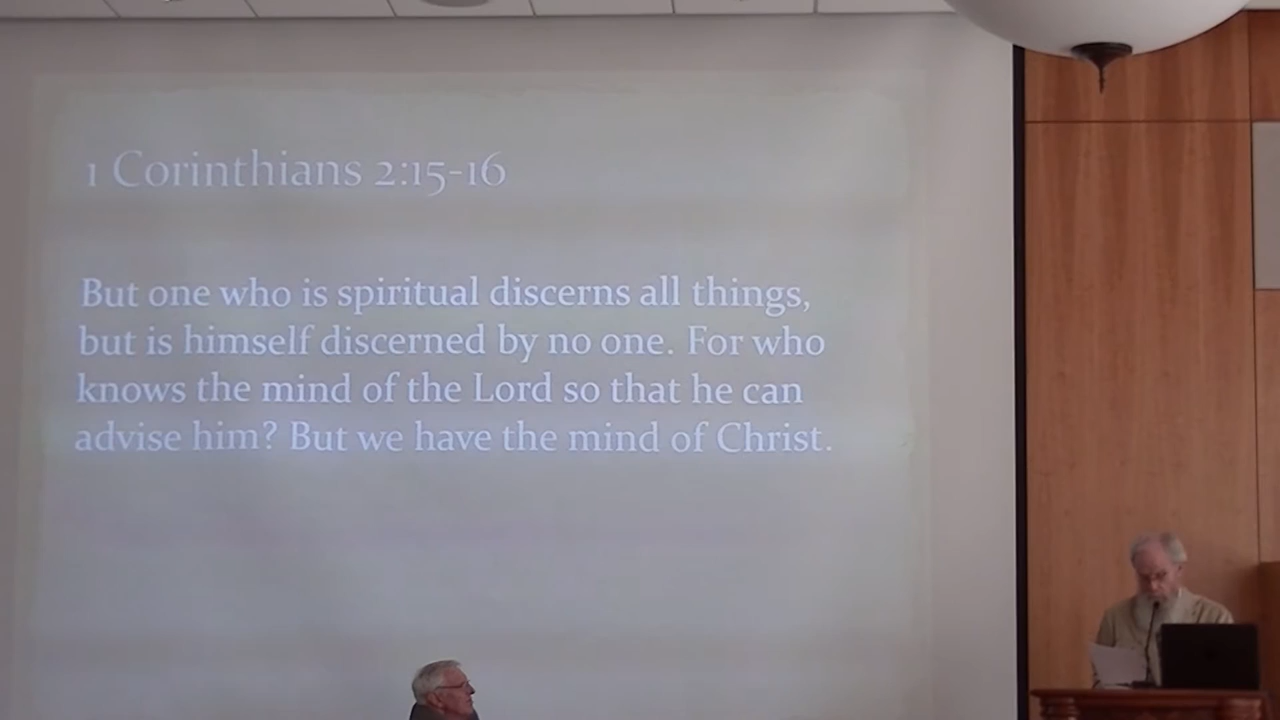 1 Corinthians 2:15-16
But one who is spiritual discerns all things,
but is himself discerned by no one. For who
knows the mind of the Lord so that he can
advise him? But we have the mind of Christ.